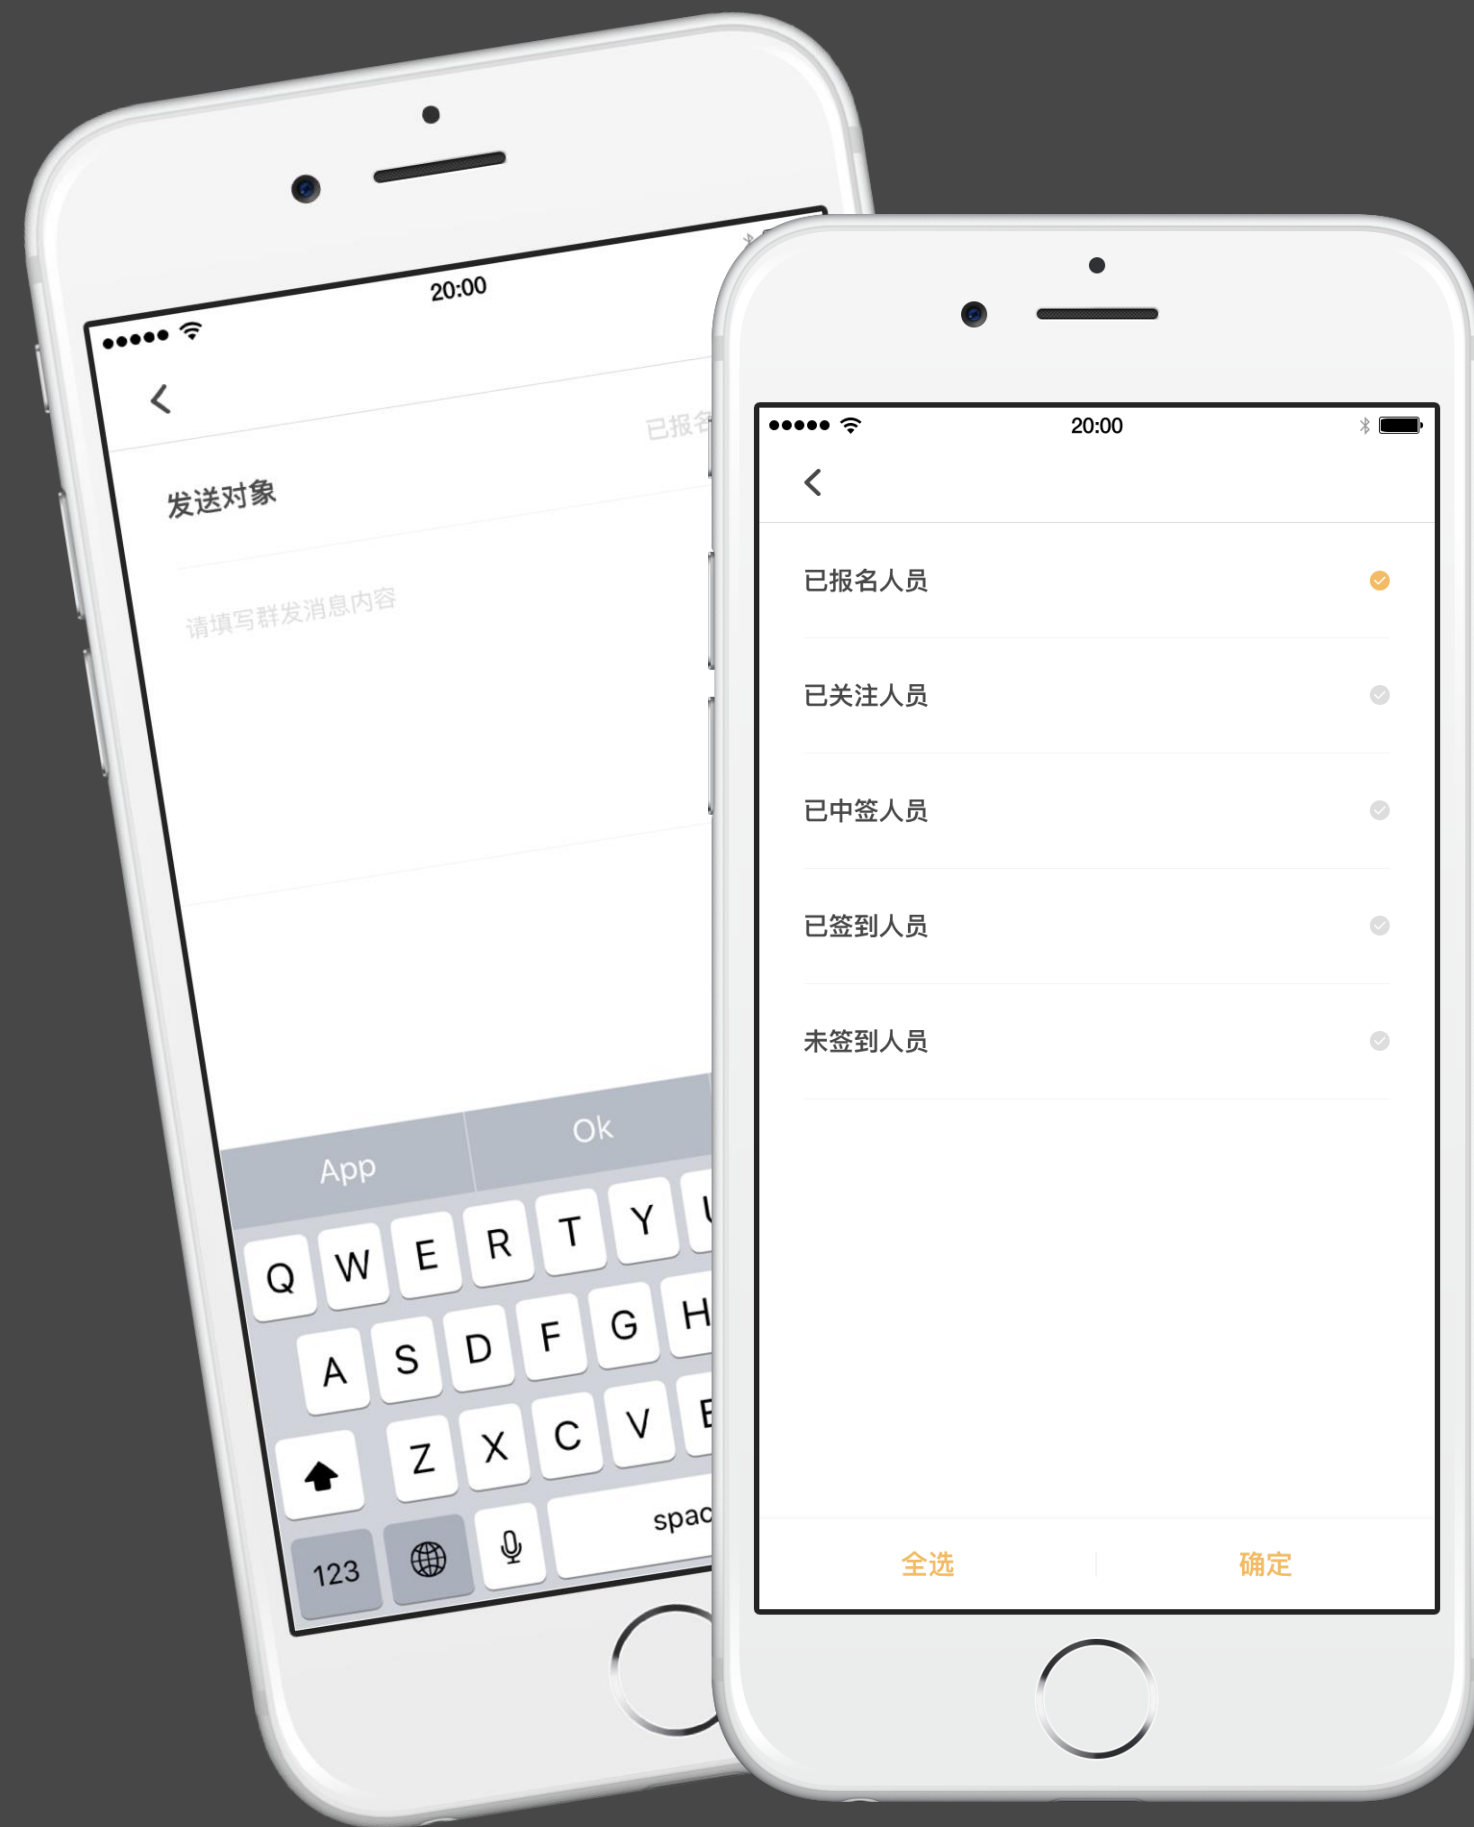 20:00
已报名
发送对象
请填写群发消息内容
App
Ok
Q W E R T Y
A S D F G H
Z X C V
123
20:00
已报名人员
已关注人员
已中签人员
已签到人员
未签到人员
全选
确定